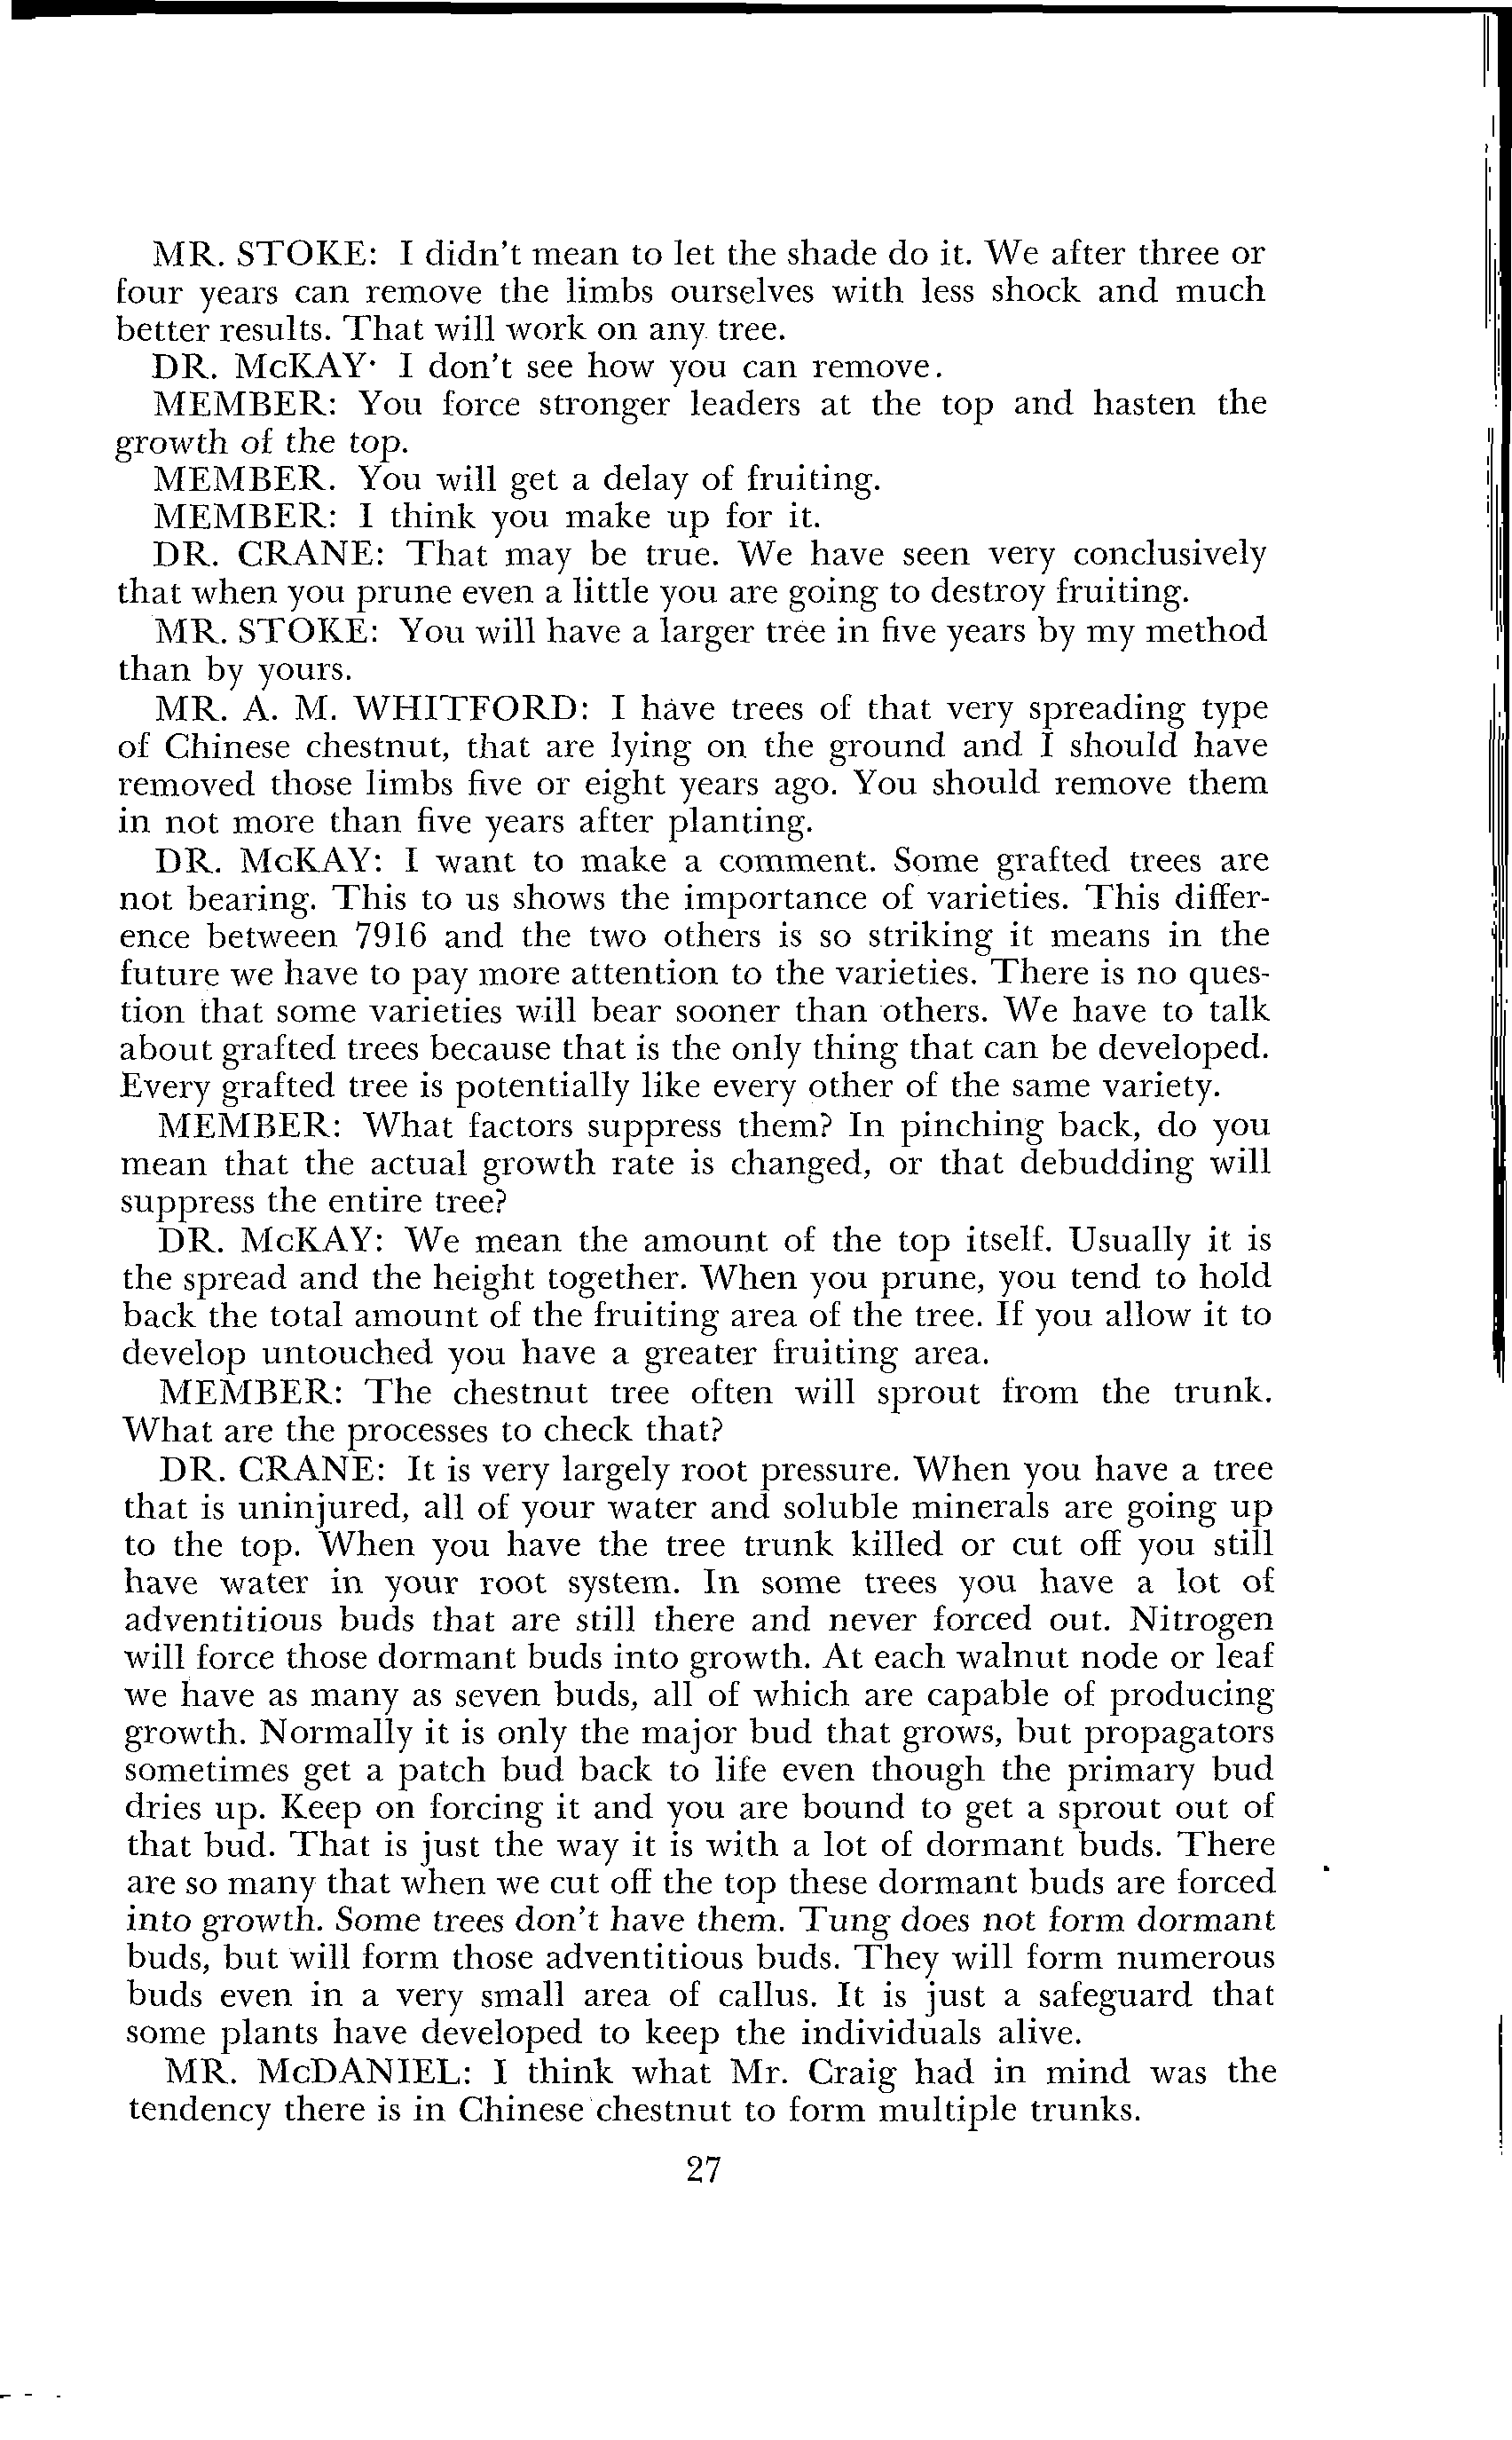 MR. STOKE: I didn't mean to let the shade do it. We after three or
four years can remove the limbs ourselves with less shock and much
better results. That will work on any tree.
DR. McKAY· I don't see how you can remove.
MEMBER: You force stronger leaders at the top and hasten the
growth of the top.
MEMBER. You will get a delay of fruiting.
MEMBER: I think you make up for it.
DR. CRANE: That may be true. We have seen very conclusively
that when you prune even a little you are going to destroy fruiting.
MR. STOKE: You will have a larger tree in five years by my method
than by yours.
MR. A. M. WHITFORD: I have trees of that very spreading type
of Chinese chestnut, that are lying on the ground and I should have
removed those limbs five or eight years ago. You should remove them
in not more than five years after planting.
DR. McKAY: I want to make a comment. Some grafted trees are
not bearing. This to us shows the importance of varieties. This differ-
ence between 7916 and the two others is so striking it means in the
future we have to pay more attention to the varieties. There is no ques-
tion that some varieties will bear sooner than others. We have to talk
about grafted trees because that is the only thing that can be developed.
Every grafted tree is potentially like every other of the same variety.
MEMBER: What factors suppress them? In pinching back, do you
mean that the actual growth rate is changed, or that debudding will
suppress the entire tree?
DR. McKAY: We mean the amount of the top itself. Usually it is
the spread and the height together. When you prune, you tend to hold
back the total amount of the fruiting area of the tree. If you allow it to
develop untouched you have a greater fruiting area.
MEMBER: The chestnut tree often will sprout from the trunk.
What are the processes to check that?
DR. CRANE: It is very largely root pressure. When you have a tree
that is uninjured, all of your water and soluble minerals are going up
to the top. When you have the tree trunk killed or cut off you still
have water in your root system. In some trees you have a lot of
adventitious buds that are still there and never forced out. Nitrogen
will force those dormant buds into growth. At each walnut node or leaf
we have as many as seven buds, all of which are capable of producing
growth. Normally it is only the major bud that grows, but propagators
sometimes get a patch bud back to life even though the primary bud
dries up. Keep on forcing it and you are bound to get a sprout out of
that bud. That is just the way it is with a lot of dormant buds. There
are so many that when we cut off the top these dormant buds are forced
into growth. Some trees don't have them. Tung does not form dormant
buds, but will form those adventitious buds. They will form numerous
buds even in a very small area of callus. It is just a safeguard that
some plants have developed to keep the individuals alive.
MR. McDANIEL: I think what Mr. Craig had in mind was the
tendency there is in Chinese chestnut to form multiple trunks.
27